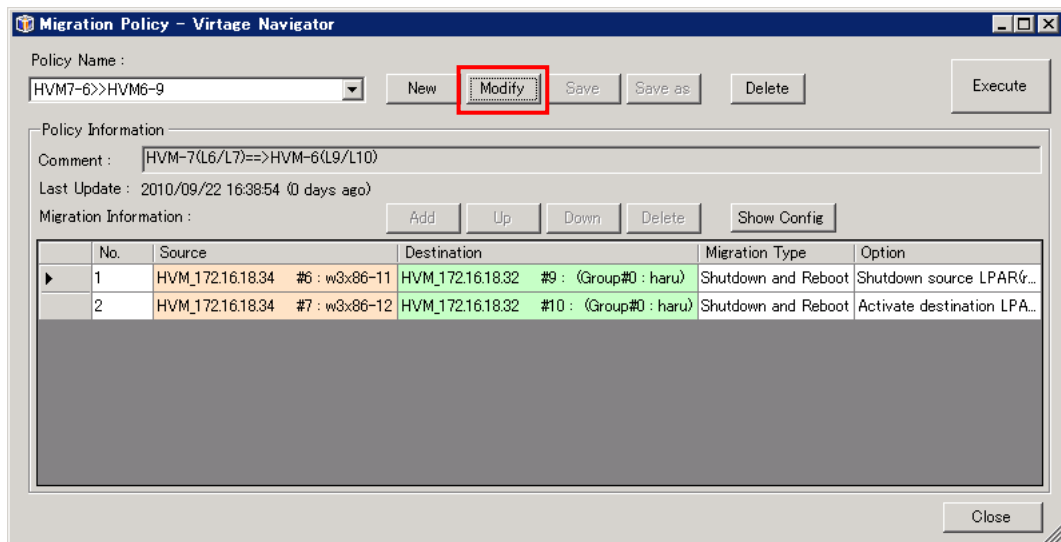 Migration Policy - Virtage Navigator
Policy Name :
HVM7-6>>HVM6-9 New Modify Save Save as Delete Execute
Policy Information
Comment : HVM-7(L6/L7)==>HVM-6(L9/L10)
Last Update : 2010/09/22 16:38:54 (0 days ago)
Migration Information : Add Up Down Delete Show Config
No. Source Destination Migration Type Option
1 HVM_172.16.18.34 #6 : w3x86-11 HVM_172.16.18.32 #9 : (Group#0 : haru) Shutdown and Reboot Shutdown source LPAR(r...
2 HVM_172.16.18.34 #7 : w3x86-12 HVM_172.16.18.32 #10 : (Group#0 : haru) Shutdown and Reboot Activate destination LPA...
Close